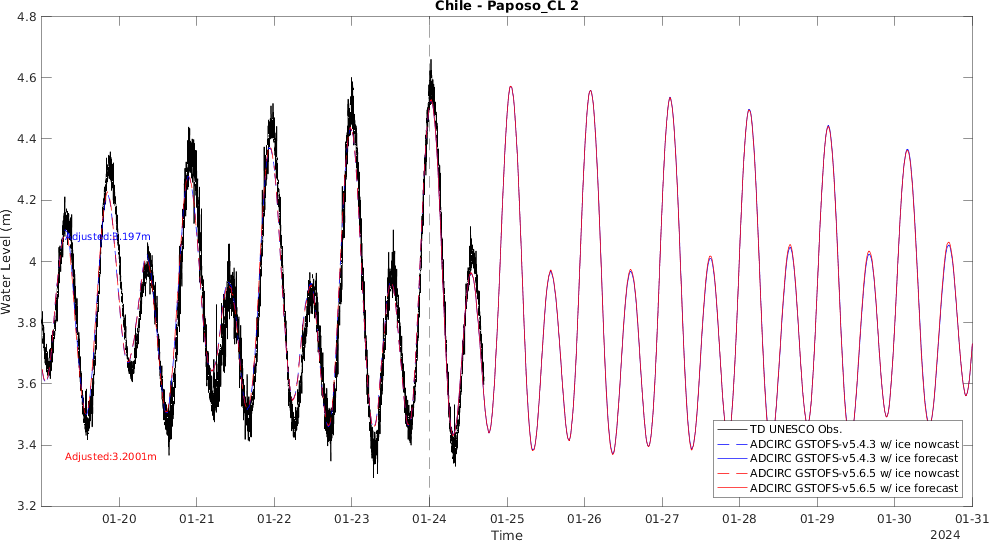 Chile - Paposo_CL 2
4.8
4.6
4.4
4.2
4
3.8
3.6
3.4
3.2
Water Level (m)
Adjusted:3.197m
Adjusted:3.2001m
TD UNESCO Obs.
ADCIRC GSTOFS-v5.4.3 w/ ice nowcast
ADCIRC GSTOFS-v5.4.3 w/ ice forecast
ADCIRC GSTOFS-v5.6.5 w/ ice nowcast
ADCIRC GSTOFS-v5.6.5 w/ ice forecast
01-20 01-21 01-22 01-23 01-24 01-25 01-26 01-27 01-28 01-29 01-30 01-31
Time
2024